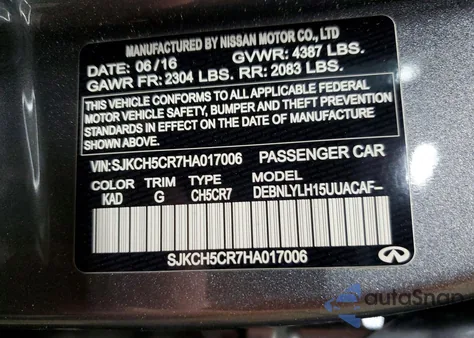 MANUFACTURED BY NISSAN MOTOR CO., LTD
DATE: 06/16 GVWR: 4387 LBS.
GAWR FR: 2304 LBS. RR: 2083 LBS.
THIS VEHICLE CONFORMS TO ALL APPLICABLE FEDERAL
MOTOR VEHICLE SAFETY, BUMPER AND THEFT PREVENTION
STANDARDS IN EFFECT ON THE DATE OF MANUFACTURE
SHOWN ABOVE.
VIN:SJKCH5CR7HA017006 PASSENGER CAR
COLOR TRIM TYPE MODEL
KAD G CH5CR7 DEBNLYLH15UUACAF-
SJKCH5CR7HA017006
autoSnap